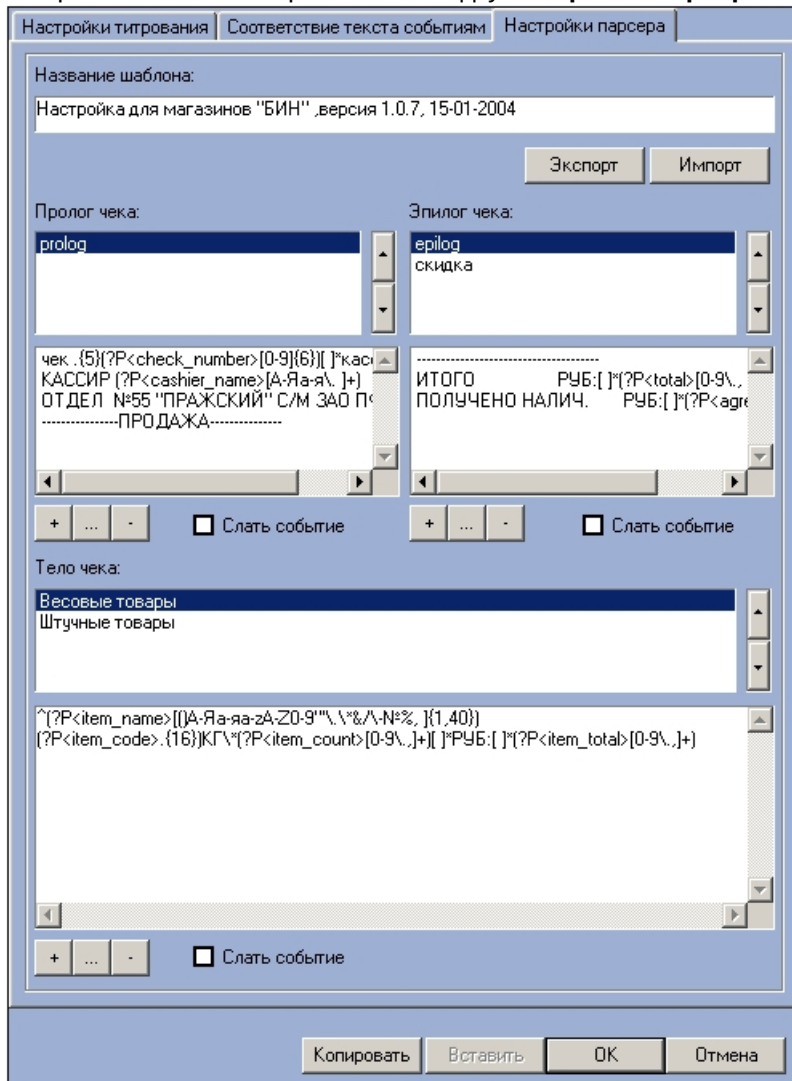 Настройки титрования Соответствие текста событиям Настройки парсера
Название шаблона:
Настройка для магазинов "БИН" ,версия 1.0.7, 15-01-2004
Экспорт Импорт
Пролог чека: Эпилог чека:
prolog
epilog
скидка
чек .{5}(?P<check_number>[0-9]{6})[ ]*кас
КАССИР (?P<cashier_name>[А-Яа-я\. ]+)
ОТДЕЛ №55 "ПРАЖСКИЙ" С/М ЗАО
---------------ПРОДАЖА--------------
-------------------------------------
ИТОГО РУБ:[ ]*(?P<total>[0-9\.,
ПОЛУЧЕНО НАЛИЧ. РУБ:[ ]*(?P<agre
+ ... - Слать событие + ... - Слать событие
Тело чека:
Весовые товары
Штучные товары
^(?P<item_name>[()А-Яа-яa-zA-Z0-9'"\.\*&/\-№%, ]{1,40})
(?P<item_code>.{16})КГ\*(?P<item_count>[0-9\.,]+)[ ]*РУБ:[ ]*(?P<item_total>[0-9\.,]+)
+ ... - Слать событие
Копировать Вставить OK Отмена